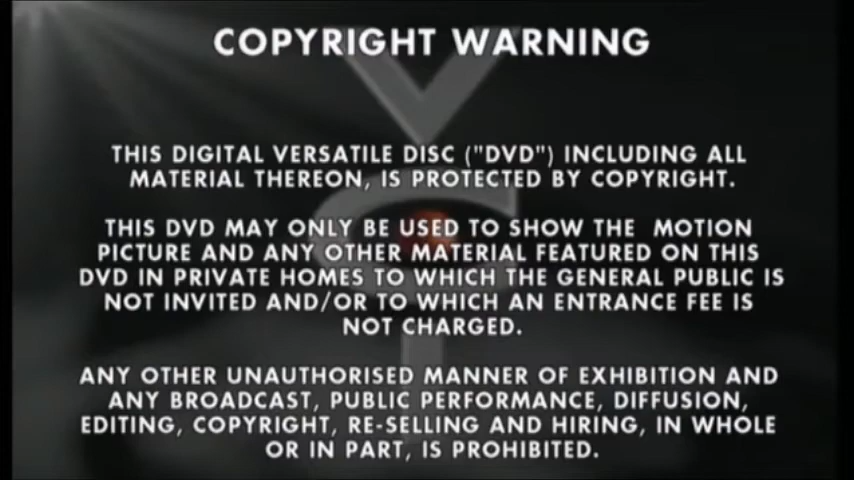 COPYRIGHT WARNING
THIS DIGITAL VERSATILE DISC ("DVD") INCLUDING ALL
MATERIAL THEREON, IS PROTECTED BY COPYRIGHT.
THIS DVD MAY ONLY BE USED TO SHOW THE MOTION
PICTURE AND ANY OTHER MATERIAL FEATURED ON THIS
DVD IN PRIVATE HOMES TO WHICH THE GENERAL PUBLIC IS
NOT INVITED AND/OR TO WHICH AN ENTRANCE FEE IS
NOT CHARGED.
ANY OTHER UNAUTHORISED MANNER OF EXHIBITION AND
ANY BROADCAST, PUBLIC PERFORMANCE, DIFFUSION,
EDITING, COPYRIGHT, RE-SELLING AND HIRING, IN WHOLE
OR IN PART, IS PROHIBITED.